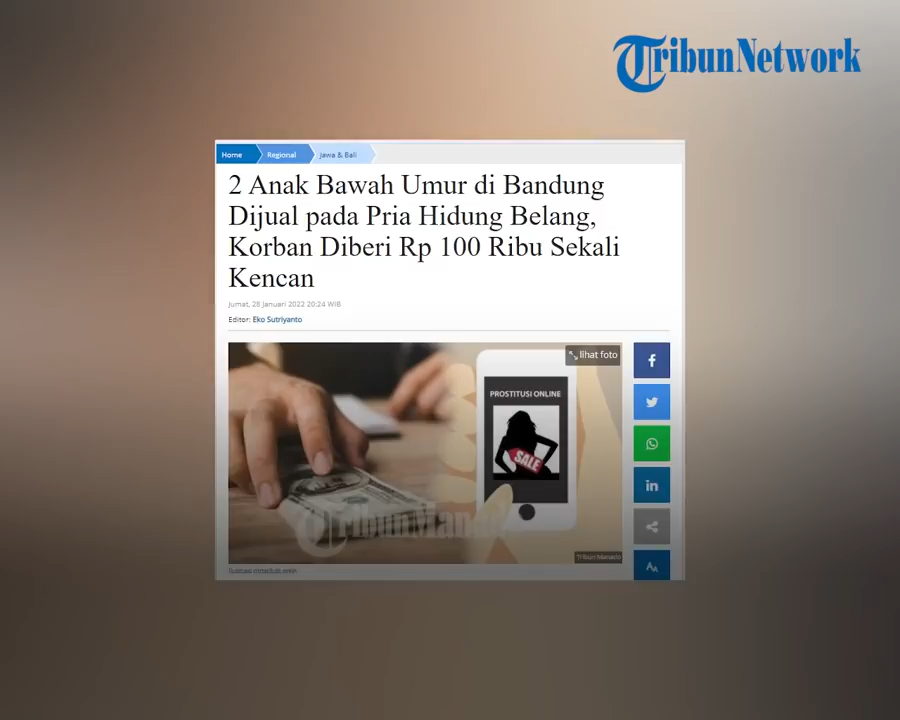 TribunNetwork
Home Regional Jawa & Bali
2 Anak Bawah Umur di Bandung
Dijual pada Pria Hidung Belang,
Korban Diberi Rp 100 Ribu Sekali
Kencan
Jumat, 28 Januari 2022 20:24 WIB
Editor: Eko Sutriyanto
lihat foto
PROSTITUSI ONLINE
SALE
TribunMana
Tribun Manado